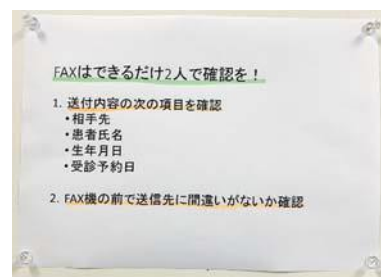 FAXはできるだけ2人で確認を！
1. 送付内容の次の項目を確認
・相手先
・患者氏名
・生年月日
・受診予約日
2. FAX機の前で送信先に間違いがないか確認